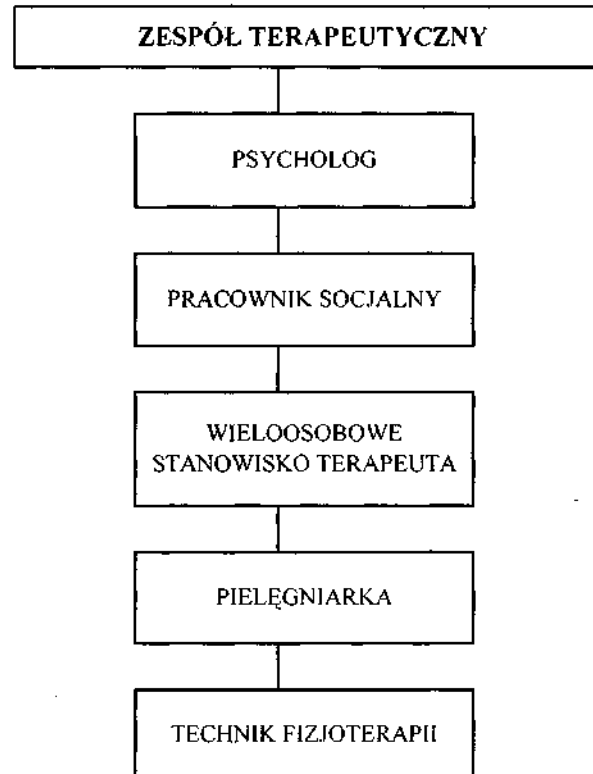 ZESPÓŁ TERAPEUTYCZNY
PSYCHOLOG
PRACOWNIK SOCJALNY
WIELOOSOBOWE
STANOWISKO TERAPEUTA
PIELĘGNIARKA
TECHNIK FIZJOTERAPII